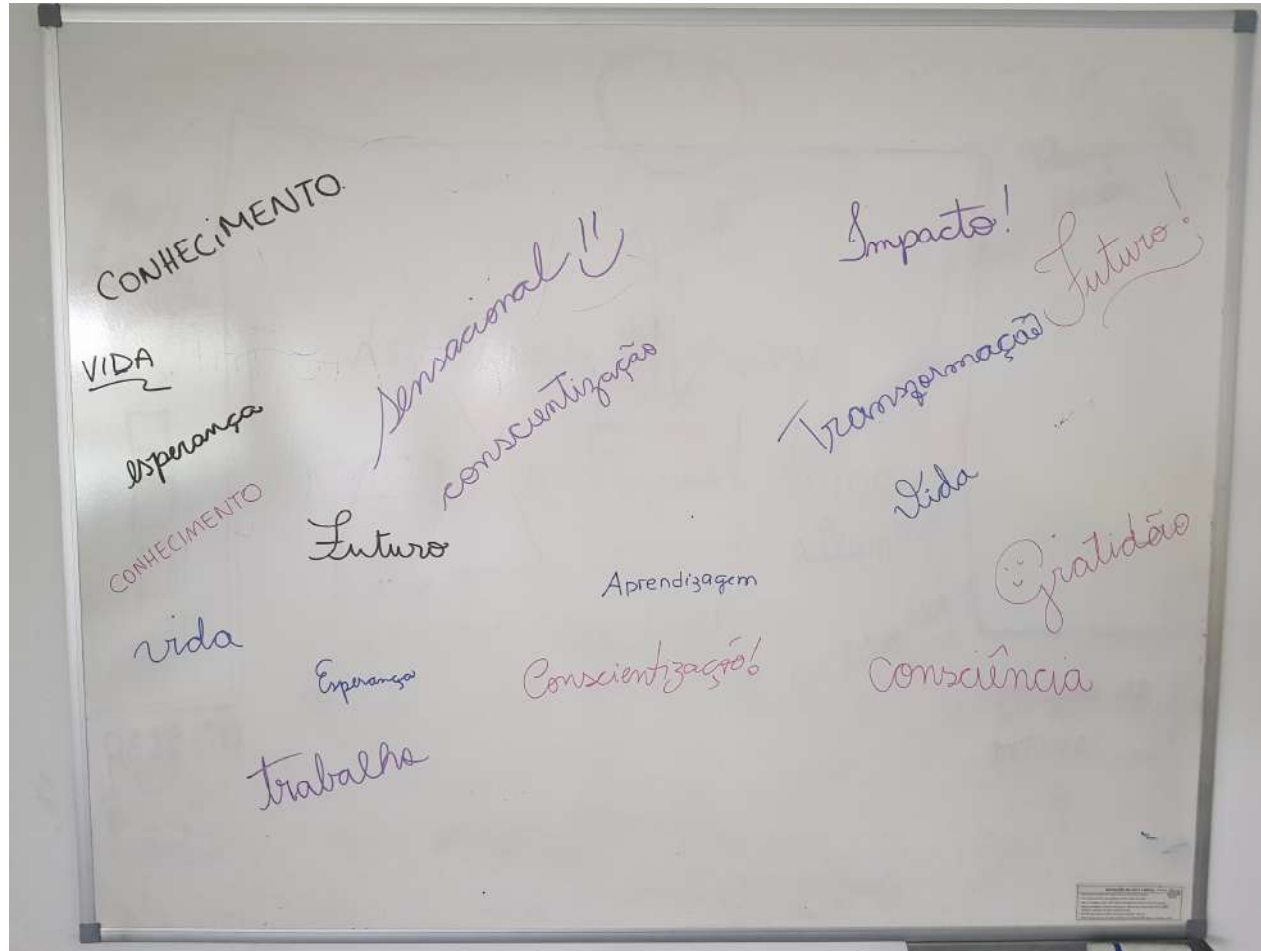 CONHECIMENTO.
Impacto!
Futuro!
sensacional!!
VIDA
conscientização
Transformação
esperança
Vida
CONHECIMENTO
Futuro
Gratidão
Aprendizagem
vida
Esperança
Conscientização!
Consciência
trabalho